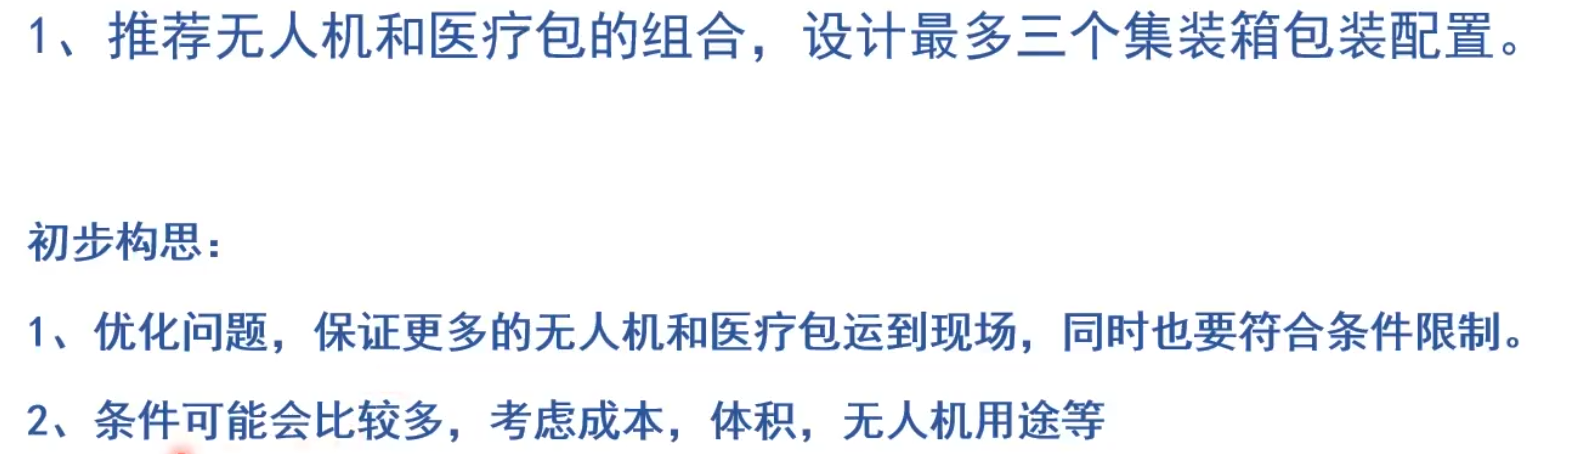 1、推荐无人机和医疗包的组合，设计最多三个集装箱包装配置。
初步构思：
1、优化问题，保证更多的无人机和医疗包运到现场，同时也要符合条件限制。
2、条件可能会比较多，考虑成本，体积，无人机用途等